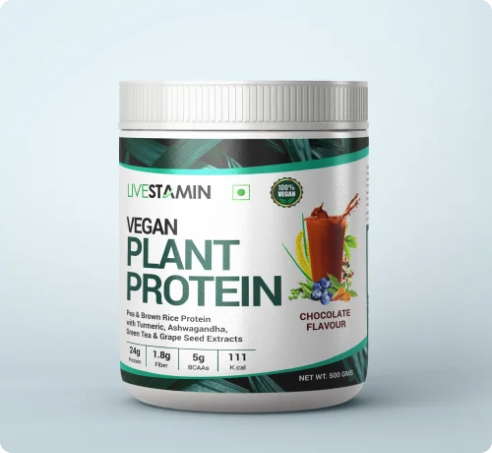 LIVESTAMIN
100%
VEGAN
VEGAN
PLANT
PROTEIN
Pea & Brown Rice Protein
with Turmeric, Ashwagandha,
Green Tea & Grape Seed Extracts
CHOCOLATE
FLAVOUR
24g 1.8g 5g 111
Protein Fiber BCAAs K.cal
NET WT. 500 GMS.